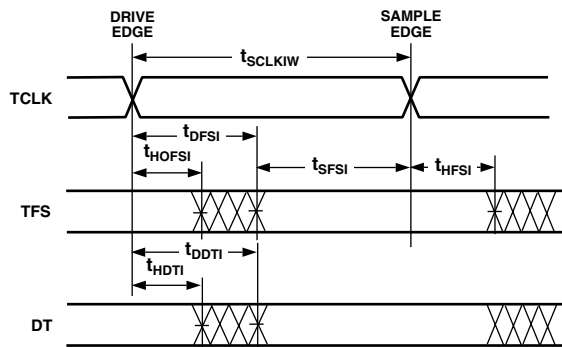 DRIVE EDGE
SAMPLE EDGE
tSCLKIW
TCLK
tDFSI
tHOFSI
tSFSI
tHFSI
TFS
tDDTI
tHDTI
DT